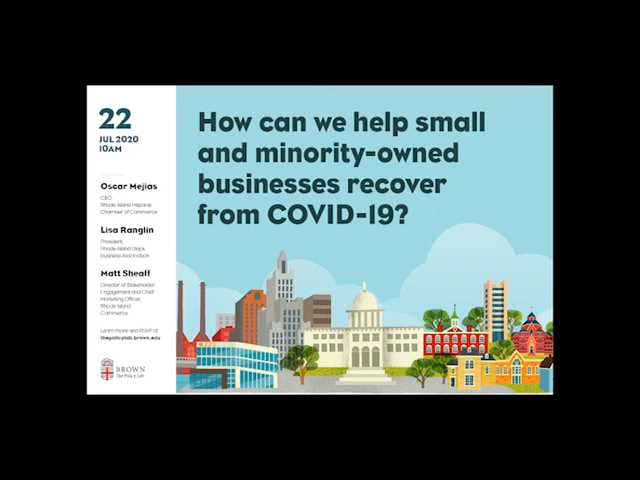 22
JUL 2020
10AM
Oscar Mejias
CEO,
Rhode Island Hispanic
Chamber of Commerce
Lisa Ranglin
President,
Rhode Island Black
Business Association
Matt Sheaff
Director of Stakeholder
Engagement and Chief
Marketing Officer,
Rhode Island
Commerce
Learn more and RSVP at
thepolicylab.brown.edu
BROWN
The Policy Lab
How can we help small
and minority-owned
businesses recover
from COVID-19?